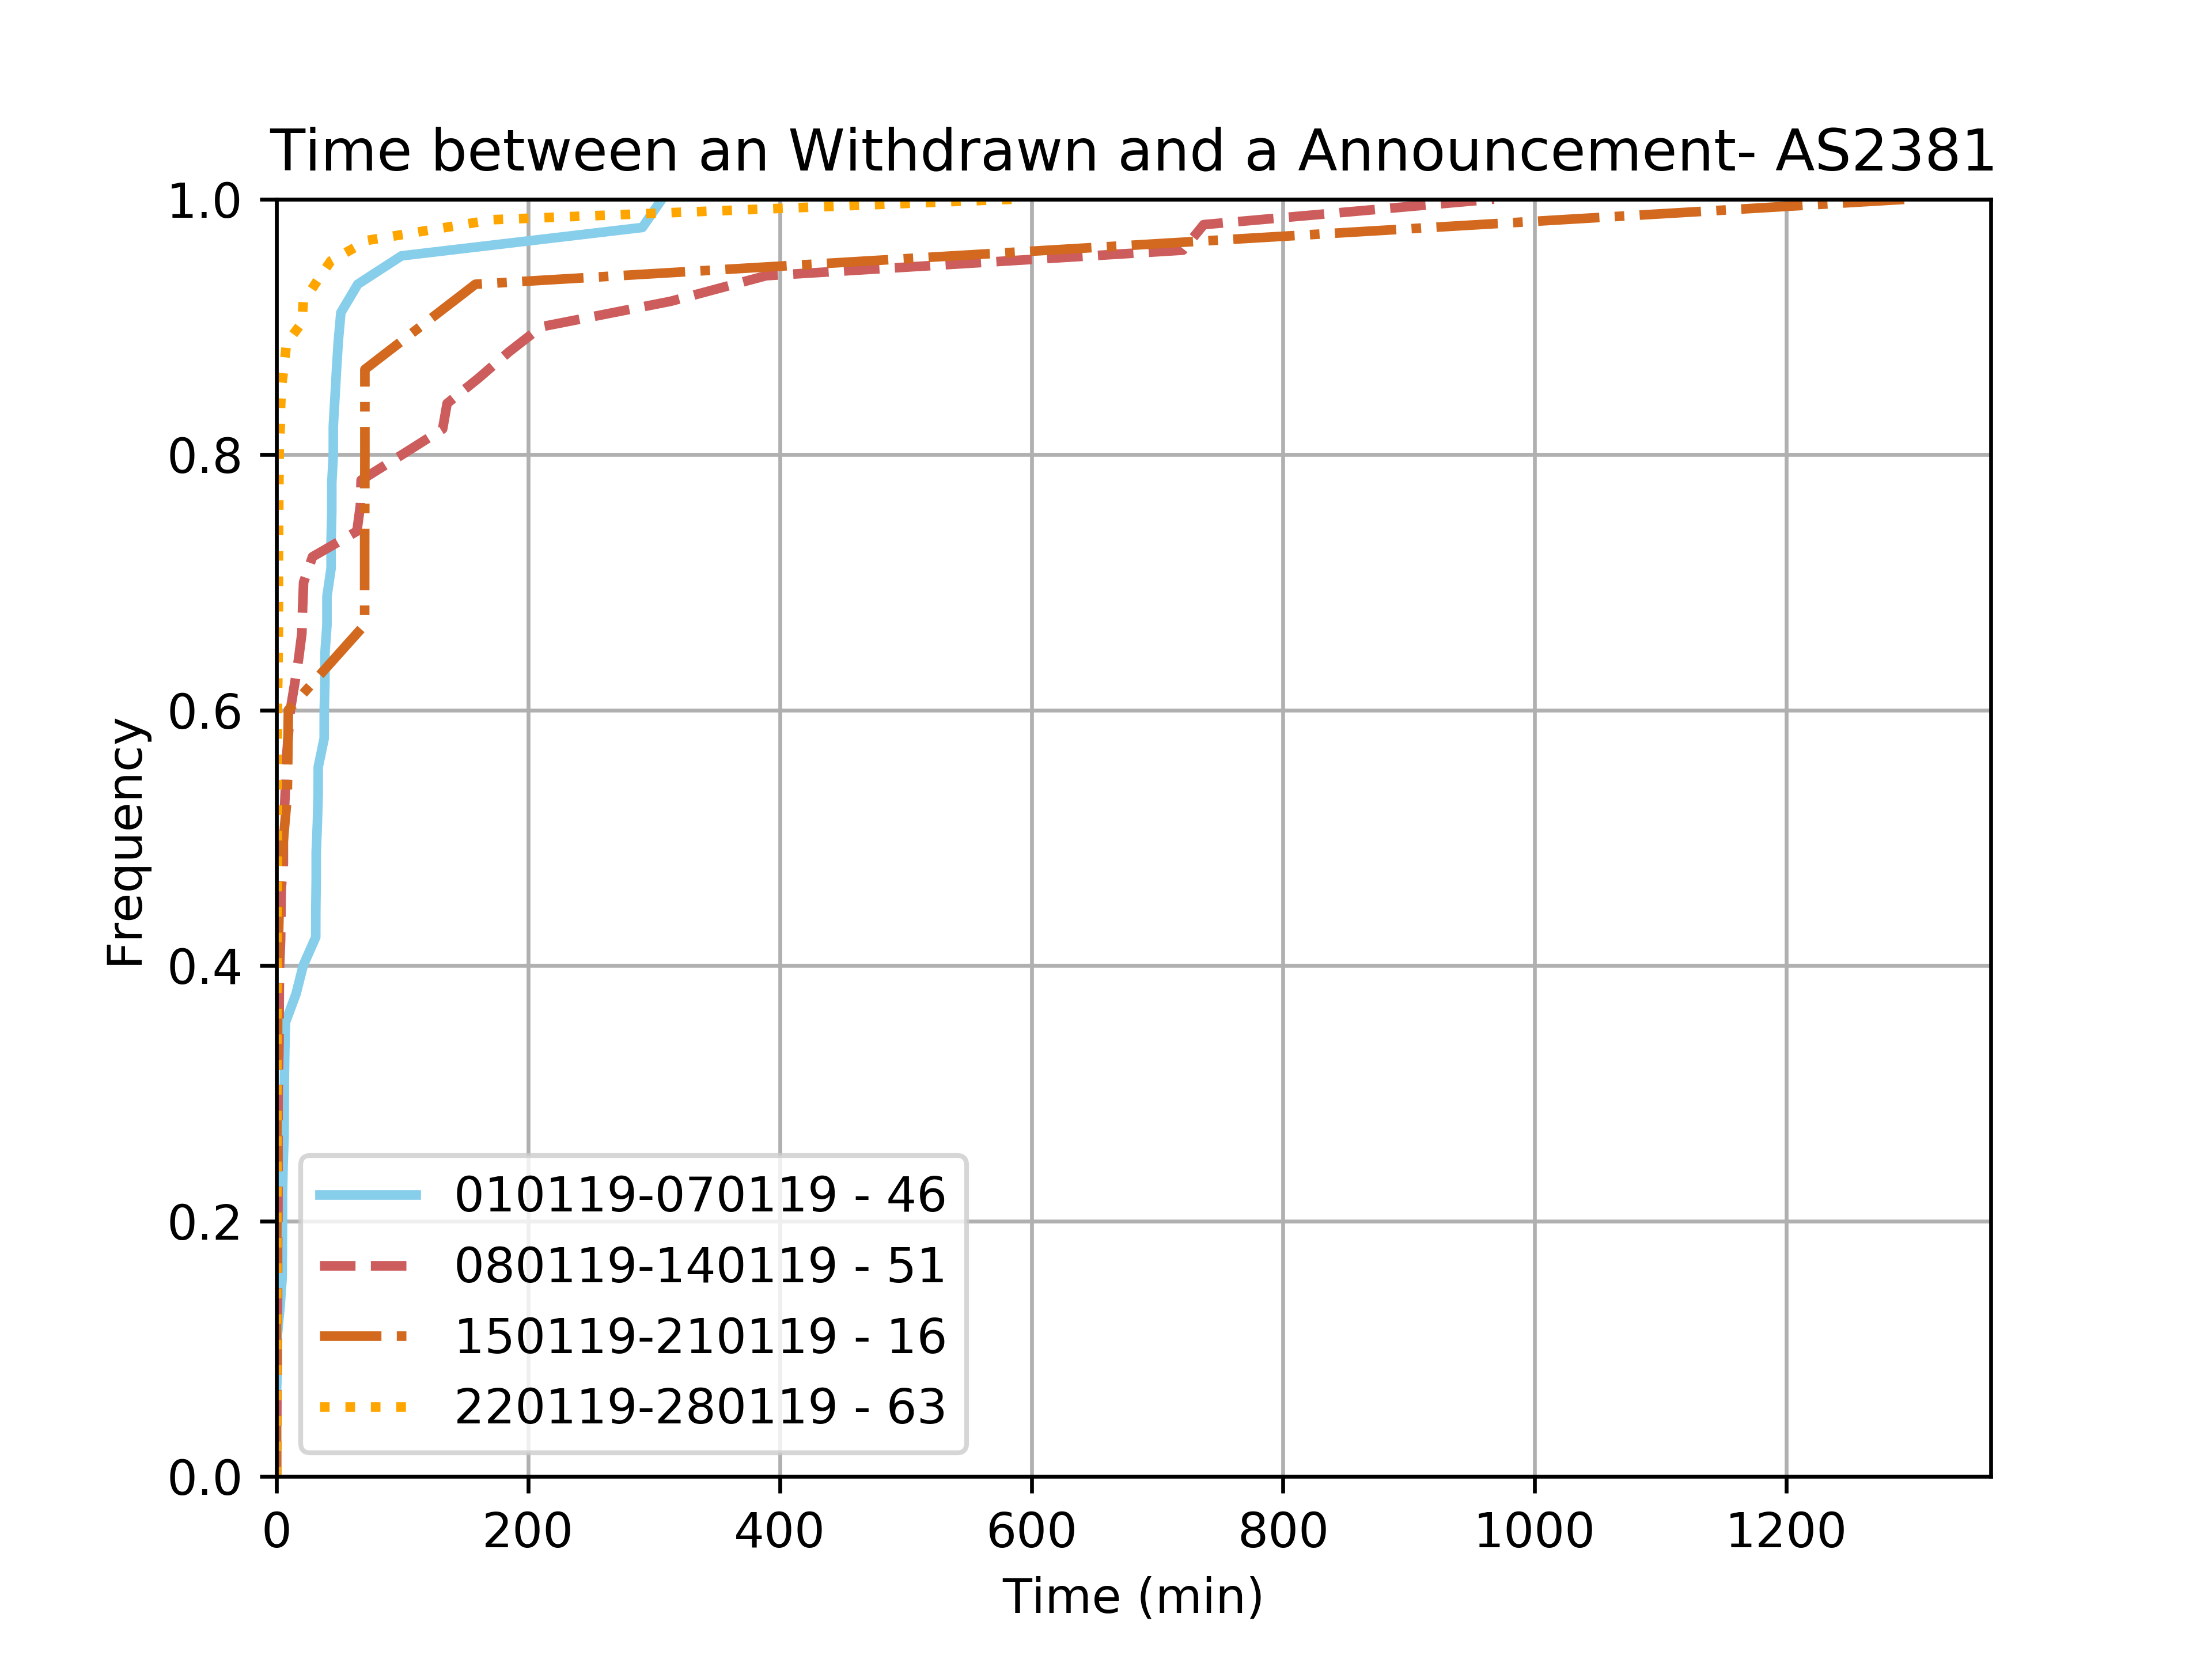 Time between an Withdrawn and a Announcement- AS2381
1.0
0.8
0.6
0.4
0.2
0.0
Frequency
010119-070119 - 46
080119-140119 - 51
150119-210119 - 16
220119-280119 - 63
0 200 400 600 800 1000 1200
Time (min)